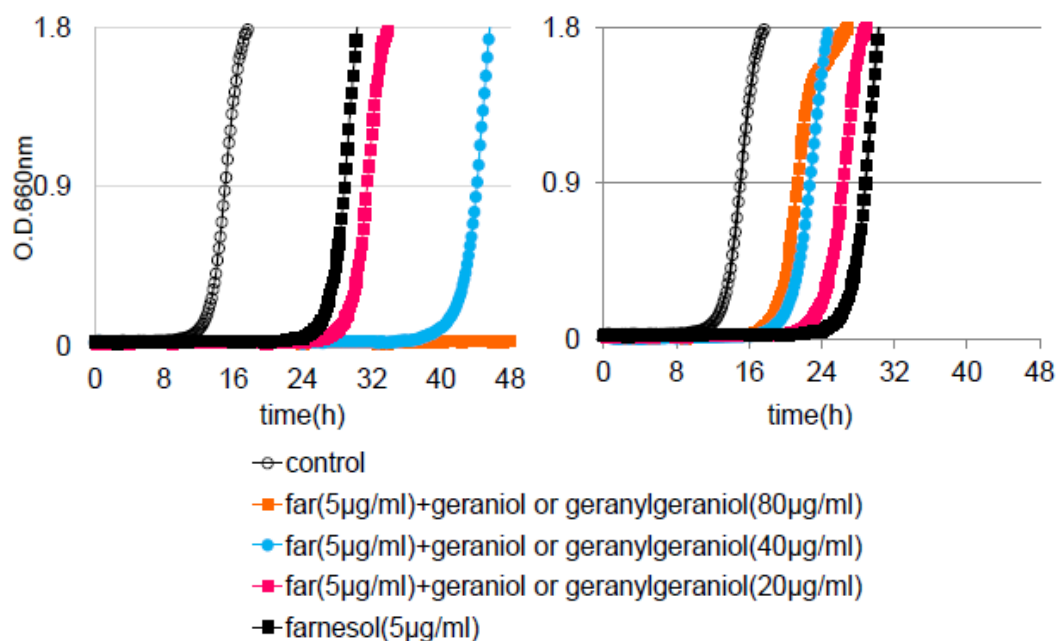 1.8
0.9
0
O.D.660nm
0 8 16 24 32 40 48
time(h)
1.8
0.9
0
0 8 16 24 32 40 48
time(h)
control
far(5µg/ml)+geraniol or geranylgeraniol(80µg/ml)
far(5µg/ml)+geraniol or geranylgeraniol(40µg/ml)
far(5µg/ml)+geraniol or geranylgeraniol(20µg/ml)
farnesol(5µg/ml)